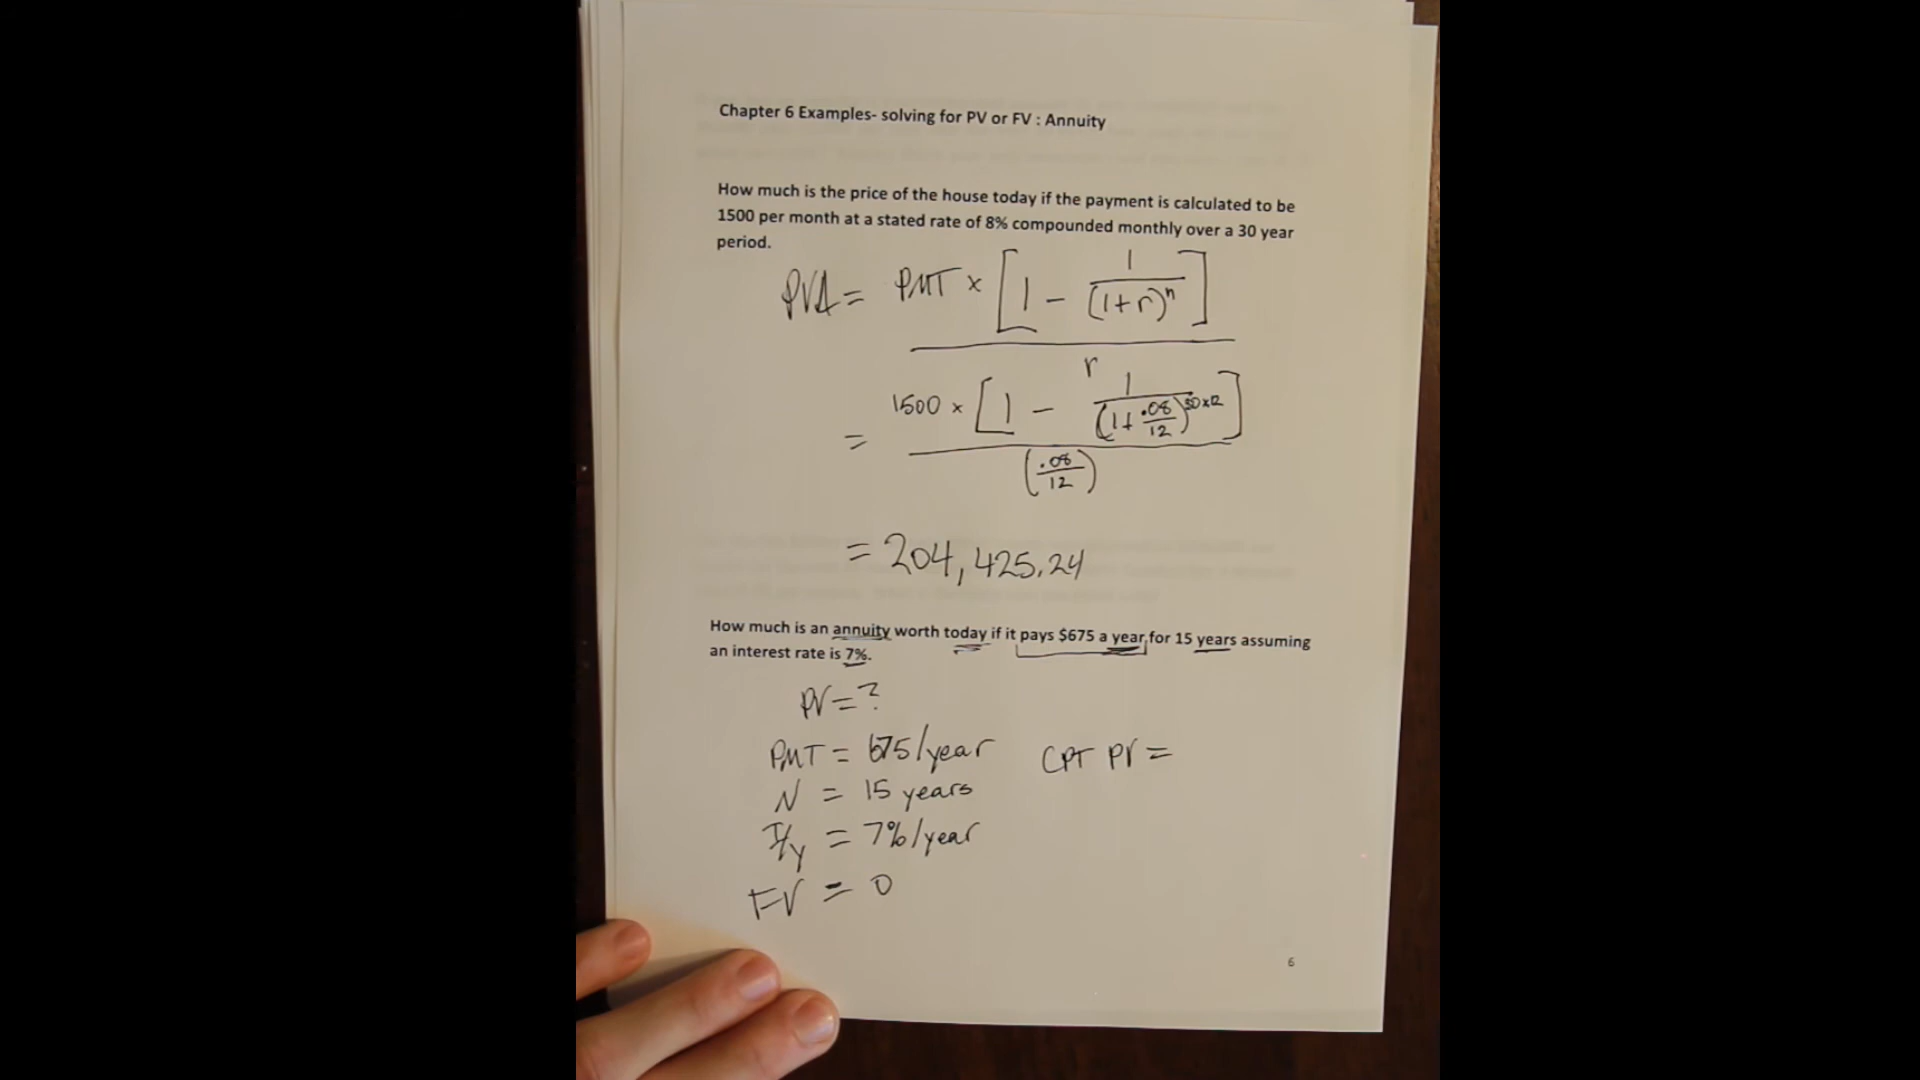 Chapter 6 Examples- solving for PV or FV : Annuity
How much is the price of the house today if the payment is calculated to be
1500 per month at a stated rate of 8% compounded monthly over a 30 year
period.
PVA = PMT × [1 - 1/(1+r)^n]
r
= 1500 × [1 - 1/(1+.08/12)^30×12]
(.08/12)
= 204,425.24
How much is an annuity worth today if it pays $675 a year for 15 years assuming
an interest rate is 7%.
PV = ?
PMT = 675/year CPT PV =
N = 15 years
I/Y = 7%/year
FV = 0
6